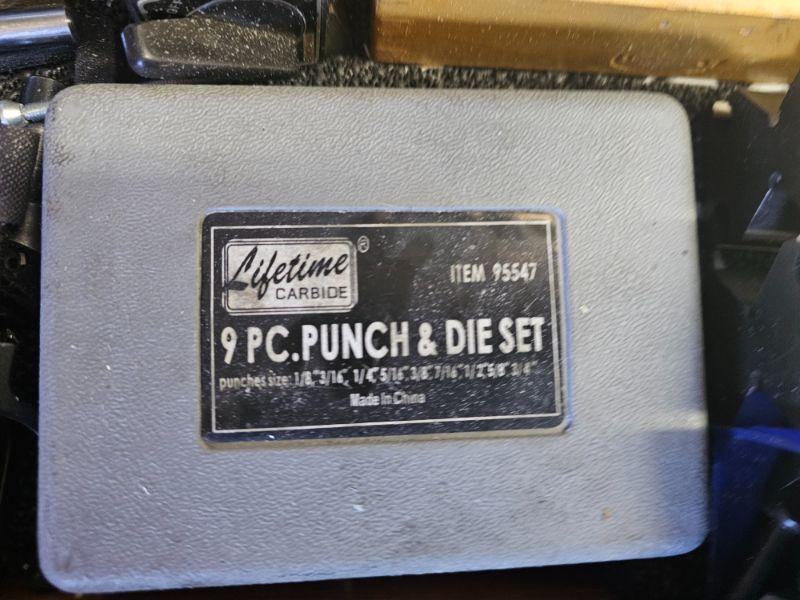 Lifetime®
CARBIDE
ITEM 95547
9 PC.PUNCH & DIE SET
punches size: 1/8," 3/16", 1/4", 5/16", 3/8", 7/16", 1/2", 5/8", 3/4"
Made In China